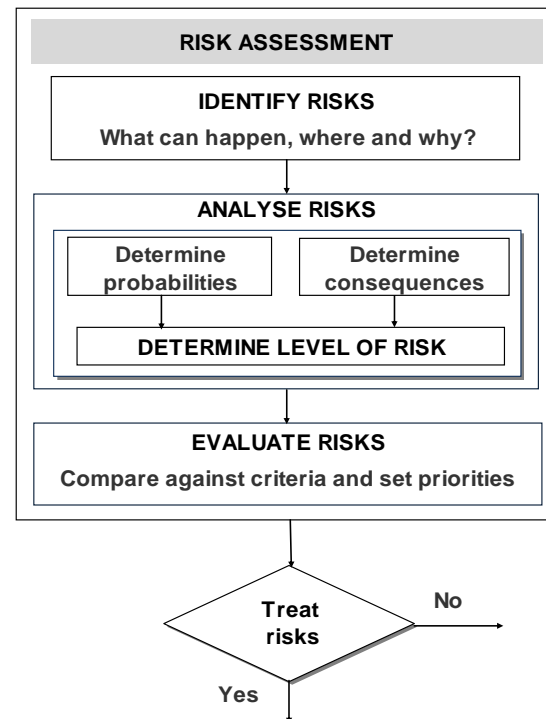 RISK ASSESSMENT
IDENTIFY RISKS
What can happen, where and why?
ANALYSE RISKS
Determine
probabilities
Determine
consequences
DETERMINE LEVEL OF RISK
EVALUATE RISKS
Compare against criteria and set priorities
Treat
risks
No
Yes